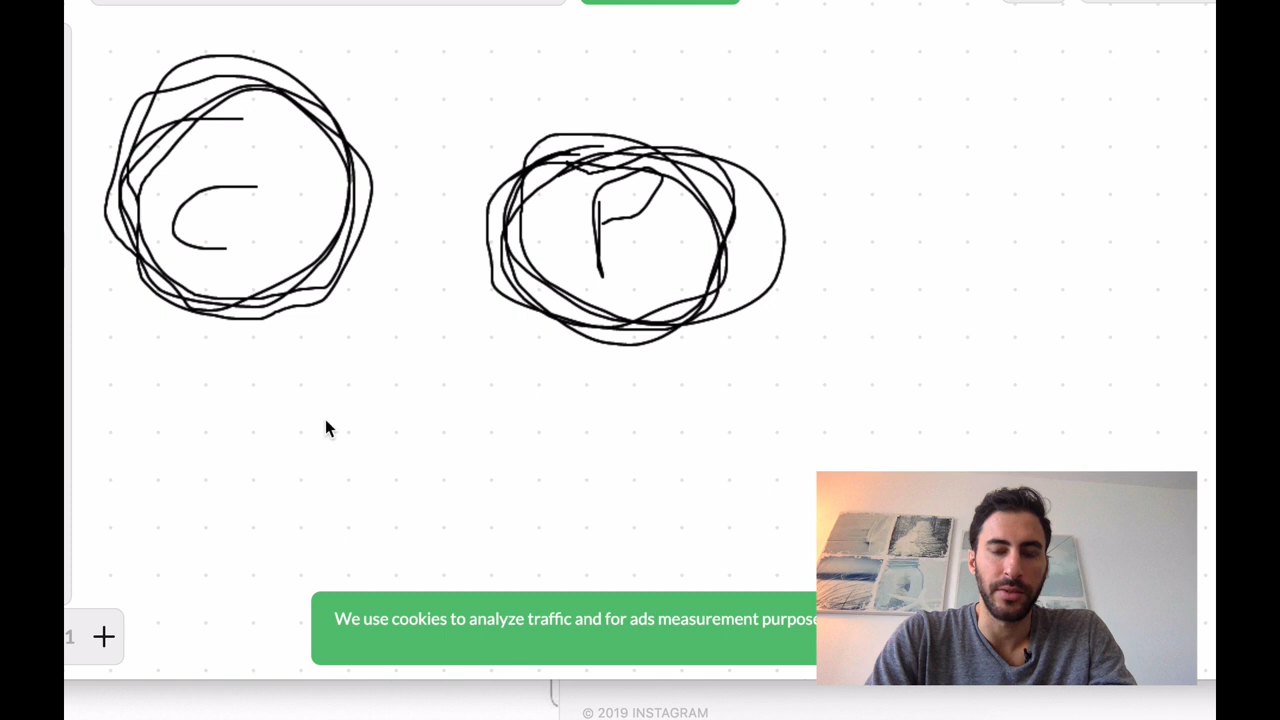 C
P
1 +
We use cookies to analyze traffic and for ads measurement purpose
© 2019 INSTAGRAM